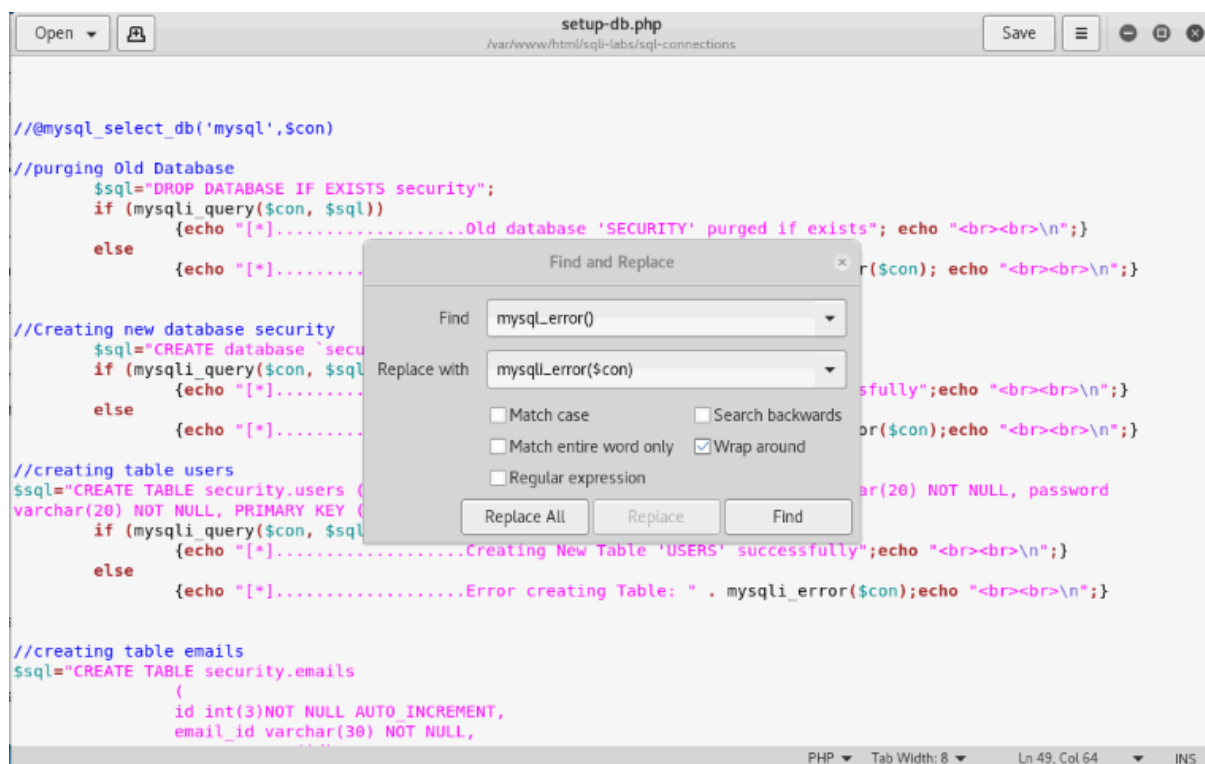 Open
setup-db.php
/var/www/html/sqli-labs/sql-connections
Save
//@mysql_select_db('mysql',$con)
//purging Old Database
$sql="DROP DATABASE IF EXISTS security";
if (mysqli_query($con, $sql))
{echo "[*]...................Old database 'SECURITY' purged if exists"; echo "<br><br>\n";}
else
{echo "[*]......... r($con); echo "<br><br>\n";}
//Creating new database security
$sql="CREATE database `secu
if (mysqli_query($con, $sql
{echo "[*]......... sfully";echo "<br><br>\n";}
else
{echo "[*]......... or($con);echo "<br><br>\n";}
//creating table users
$sql="CREATE TABLE security.users ( ar(20) NOT NULL, password
varchar(20) NOT NULL, PRIMARY KEY (
if (mysqli_query($con, $sql
{echo "[*]...................Creating New Table 'USERS' successfully";echo "<br><br>\n";}
else
{echo "[*]...................Error creating Table: " . mysqli_error($con);echo "<br><br>\n";}
//creating table emails
$sql="CREATE TABLE security.emails
(
id int(3)NOT NULL AUTO_INCREMENT,
email_id varchar(30) NOT NULL,
Find and Replace
Find mysql_error()
Replace with mysqli_error($con)
Match case Search backwards
Match entire word only Wrap around
Regular expression
Replace All Replace Find
PHP Tab Width: 8 Ln 49, Col 64 INS